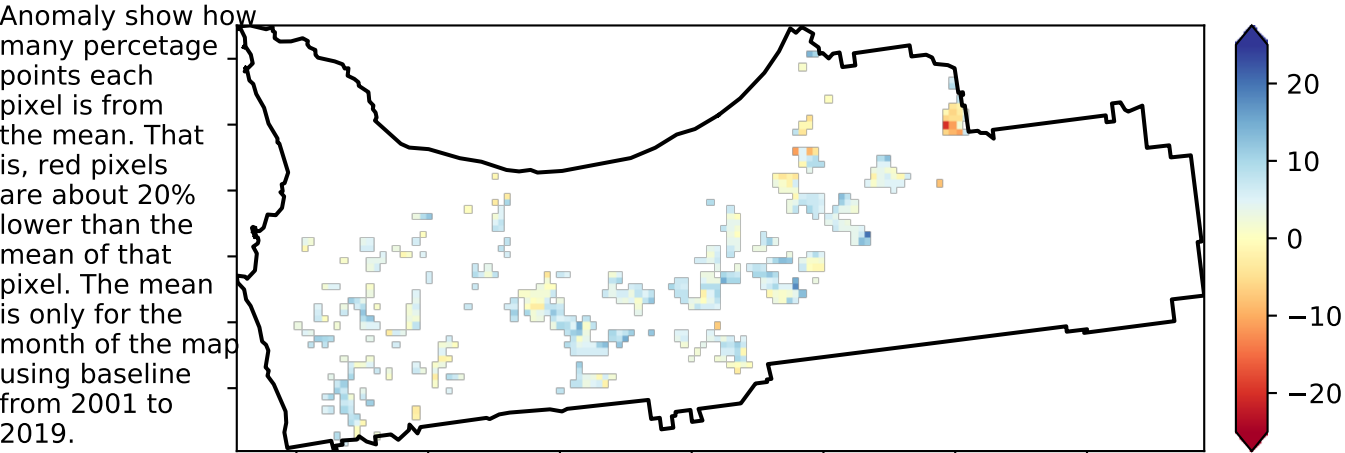 Anomaly show how
many percetage
points each
pixel is from
the mean. That
is, red pixels
are about 20%
lower than the
mean of that
pixel. The mean
is only for the
month of the map
using baseline
from 2001 to
2019.
20
10
0
−10
−20